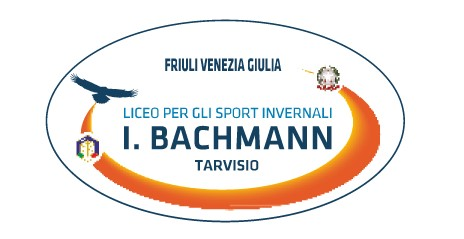 FRIULI VENEZIA GIULIA
LICEO PER GLI SPORT INVERNALI
I. BACHMANN
TARVISIO